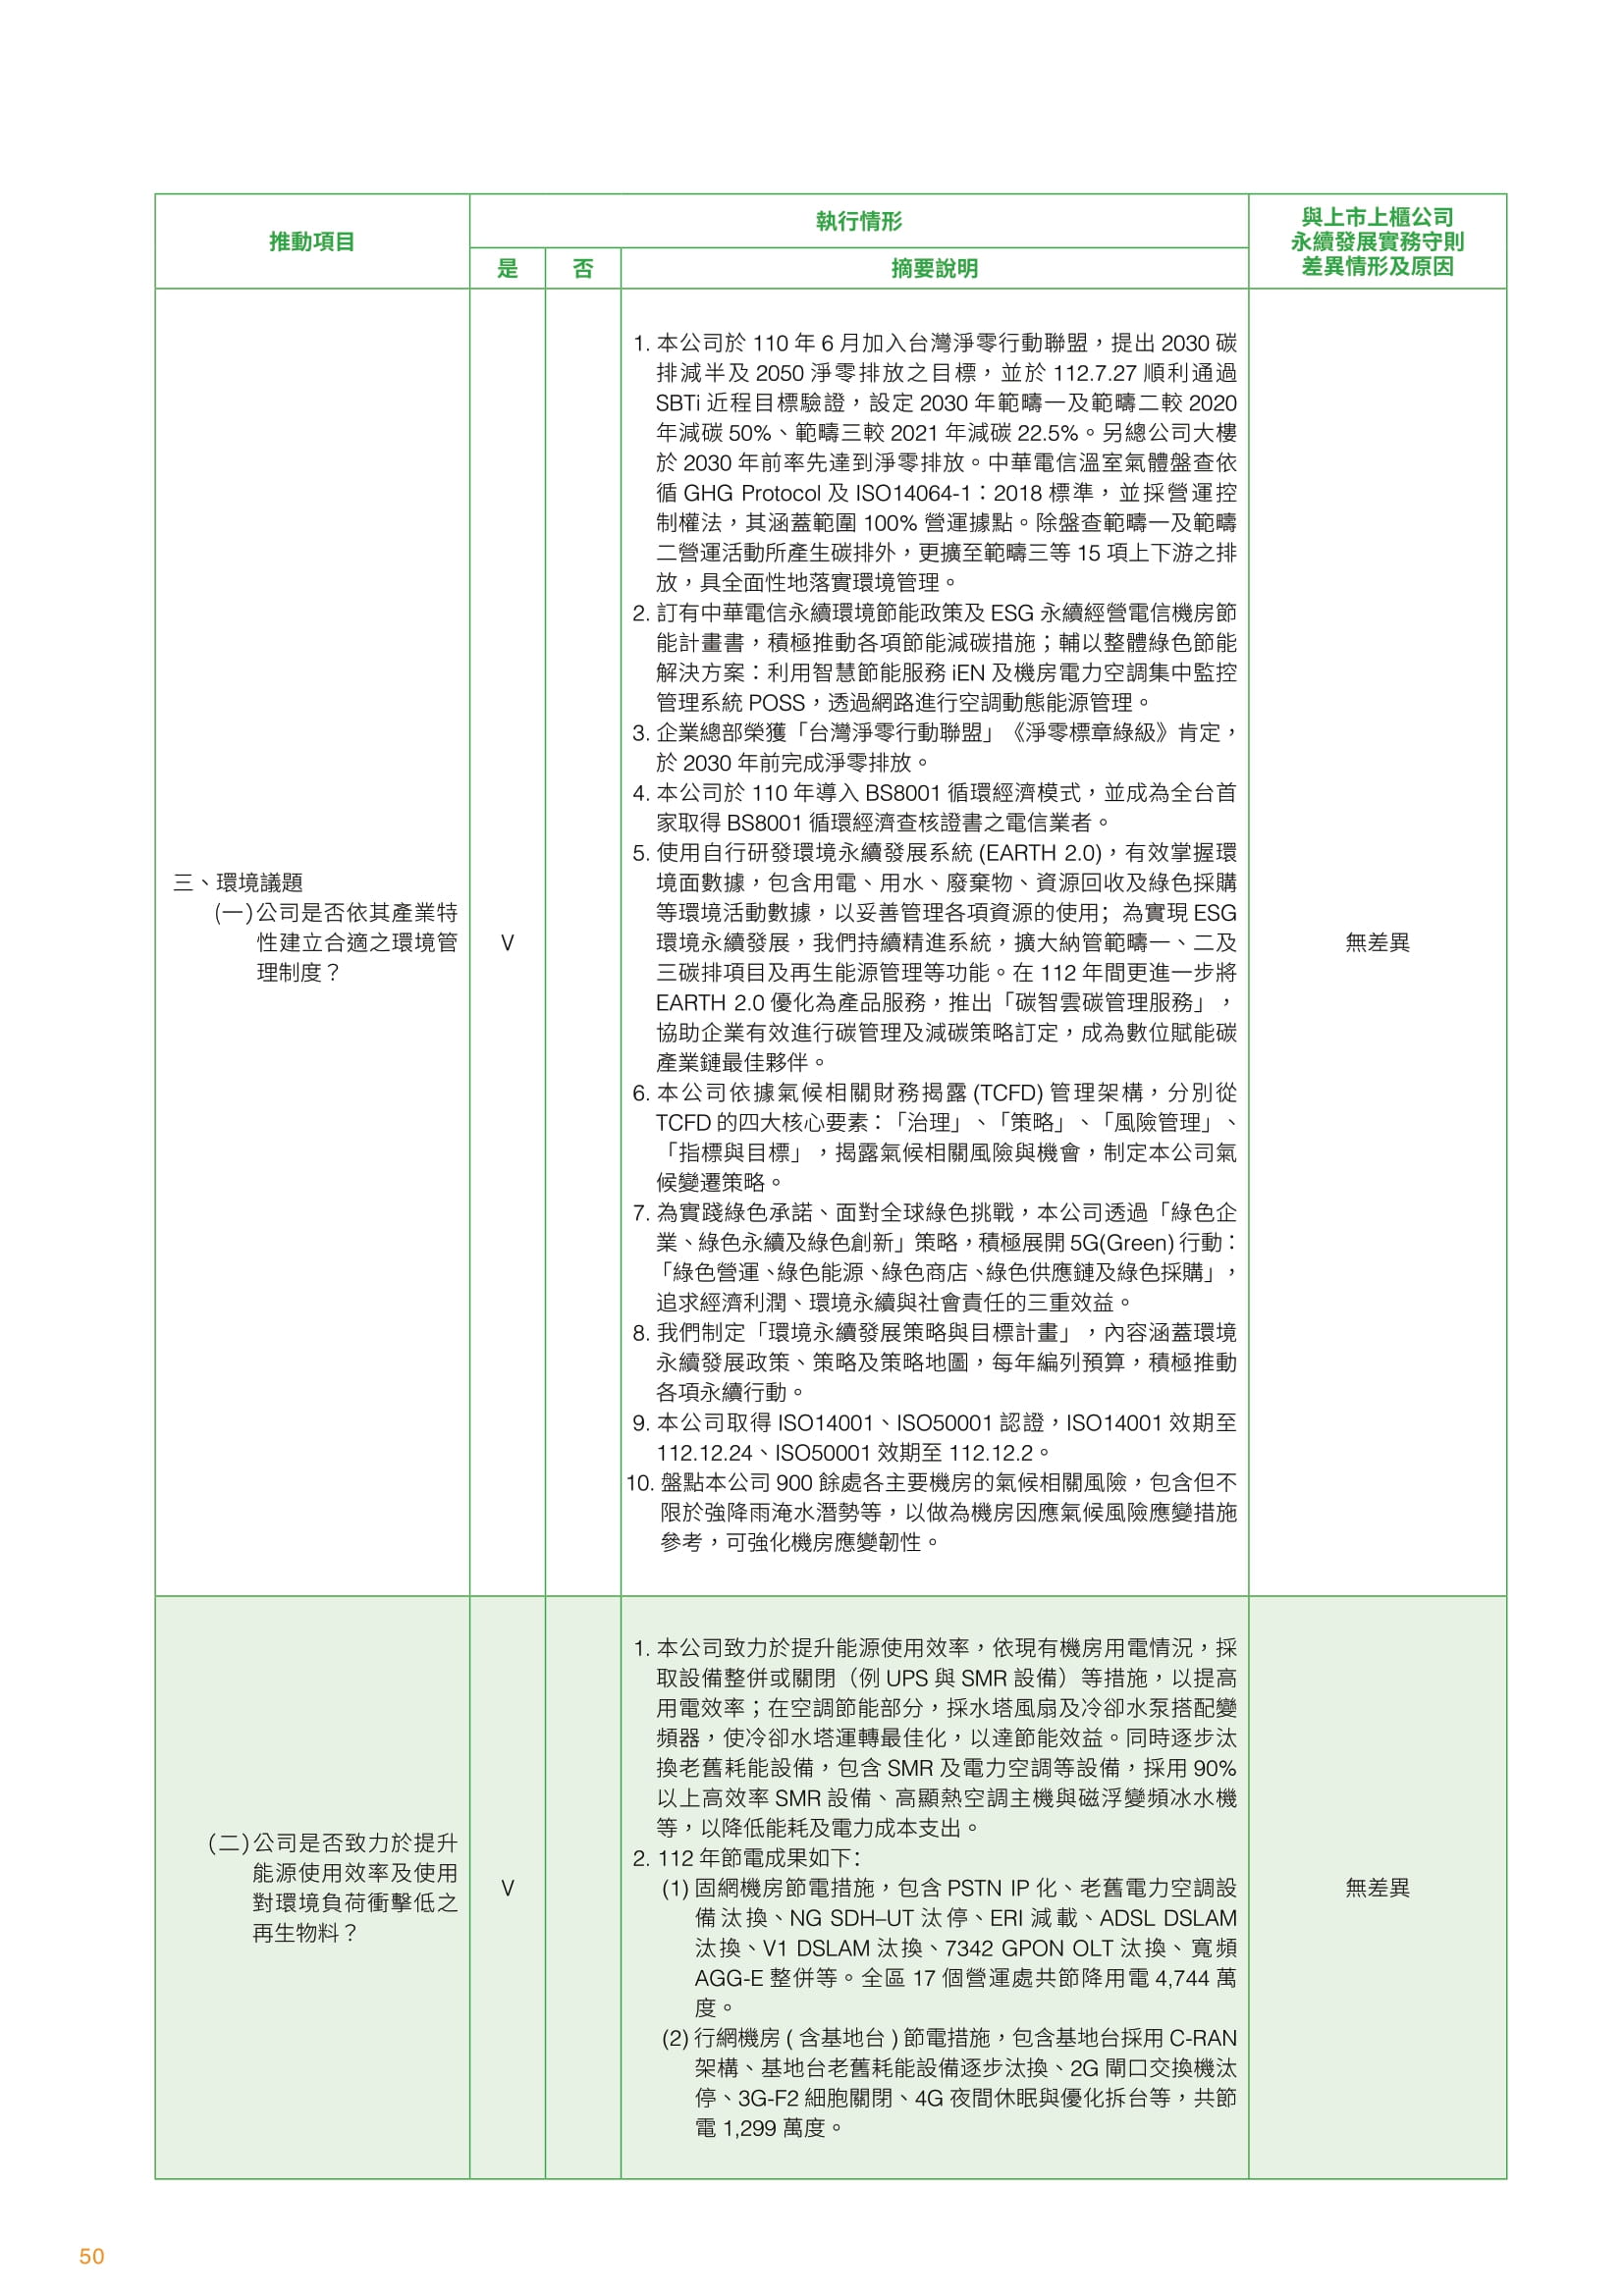 推動項目
執行情形
與上市上櫃公司
永續發展實務守則
差異情形及原因
是
否
摘要說明
三、環境議題
(一)公司是否依其產業特
性建立合適之環境管
理制度？
V
1. 本公司於 110 年 6 月加入台灣淨零行動聯盟，提出 2030 碳
排減半及 2050 淨零排放之目標，並於 112.7.27 順利通過
SBTi 近程目標驗證，設定 2030 年範疇一及範疇二較 2020
年減碳 50%、範疇三較 2021 年減碳 22.5%。另總公司大樓
於 2030 年前率先達到淨零排放。中華電信溫室氣體盤查依
循 GHG Protocol 及 ISO14064-1：2018 標準，並採營運控
制權法，其涵蓋範圍 100% 營運據點。除盤查範疇一及範疇
二營運活動所產生碳排外，更擴至範疇三等 15 項上下游之排
放，具全面性地落實環境管理。
2. 訂有中華電信永續環境節能政策及 ESG 永續經營電信機房節
能計畫書，積極推動各項節能減碳措施；輔以整體綠色節能
解決方案：利用智慧節能服務 iEN 及機房電力空調集中監控
管理系統 POSS，透過網路進行空調動態能源管理。
3. 企業總部榮獲「台灣淨零行動聯盟」《淨零標章綠級》肯定，
於 2030 年前完成淨零排放。
4. 本公司於 110 年導入 BS8001 循環經濟模式，並成為全台首
家取得 BS8001 循環經濟查核證書之電信業者。
5. 使用自行研發環境永續發展系統 (EARTH 2.0)，有效掌握環
境面數據，包含用電、用水、廢棄物、資源回收及綠色採購
等環境活動數據，以妥善管理各項資源的使用；為實現 ESG
環境永續發展，我們持續精進系統，擴大納管範疇一、二及
三碳排項目及再生能源管理等功能。在 112 年間更進一步將
EARTH 2.0 優化為產品服務，推出「碳智雲碳管理服務」，
協助企業有效進行碳管理及減碳策略訂定，成為數位賦能碳
產業鏈最佳夥伴。
6. 本公司依據氣候相關財務揭露 (TCFD) 管理架構，分別從
TCFD 的四大核心要素：「治理」、「策略」、「風險管理」、
「指標與目標」，揭露氣候相關風險與機會，制定本公司氣
候變遷策略。
7. 為實踐綠色承諾、面對全球綠色挑戰，本公司透過「綠色企
業、綠色永續及綠色創新」策略，積極展開 5G(Green) 行動：
「綠色營運、綠色能源、綠色商店、綠色供應鏈及綠色採購」，
追求經濟利潤、環境永續與社會責任的三重效益。
8. 我們制定「環境永續發展策略與目標計畫」，內容涵蓋環境
永續發展政策、策略及策略地圖，每年編列預算，積極推動
各項永續行動。
9. 本公司取得 ISO14001、ISO50001 認證，ISO14001 效期至
112.12.24、ISO50001 效期至 112.12.2。
10. 盤點本公司 900 餘處各主要機房的氣候相關風險，包含但不
限於強降雨淹水潛勢等，以做為機房因應氣候風險應變措施
參考，可強化機房應變韌性。
無差異
(二)公司是否致力於提升
能源使用效率及使用
對環境負荷衝擊低之
再生物料？
V
1. 本公司致力於提升能源使用效率，依現有機房用電情況，採
取設備整併或關閉（例 UPS 與 SMR 設備）等措施，以提高
用電效率；在空調節能部分，採水塔風扇及冷卻水泵搭配變
頻器，使冷卻水塔運轉最佳化，以達節能效益。同時逐步汰
換老舊耗能設備，包含 SMR 及電力空調等設備，採用 90%
以上高效率 SMR 設備、高顯熱空調主機與磁浮變頻冰水機
等，以降低能耗及電力成本支出。
2. 112 年節電成果如下：
(1) 固網機房節電措施，包含 PSTN IP 化、老舊電力空調設
備汰換、NG SDH–UT 汰停、ERI 減載、ADSL DSLAM
汰換、V1 DSLAM 汰換、7342 GPON OLT 汰換、寬頻
AGG-E 整併等。全區 17 個營運處共節降用電 4,744 萬
度。
(2) 行網機房 ( 含基地台 ) 節電措施，包含基地台採用 C-RAN
架構、基地台老舊耗能設備逐步汰換、2G 閘口交換機汰
停、3G-F2 細胞關閉、4G 夜間休眠與優化拆台等，共節
電 1,299 萬度。
無差異
50